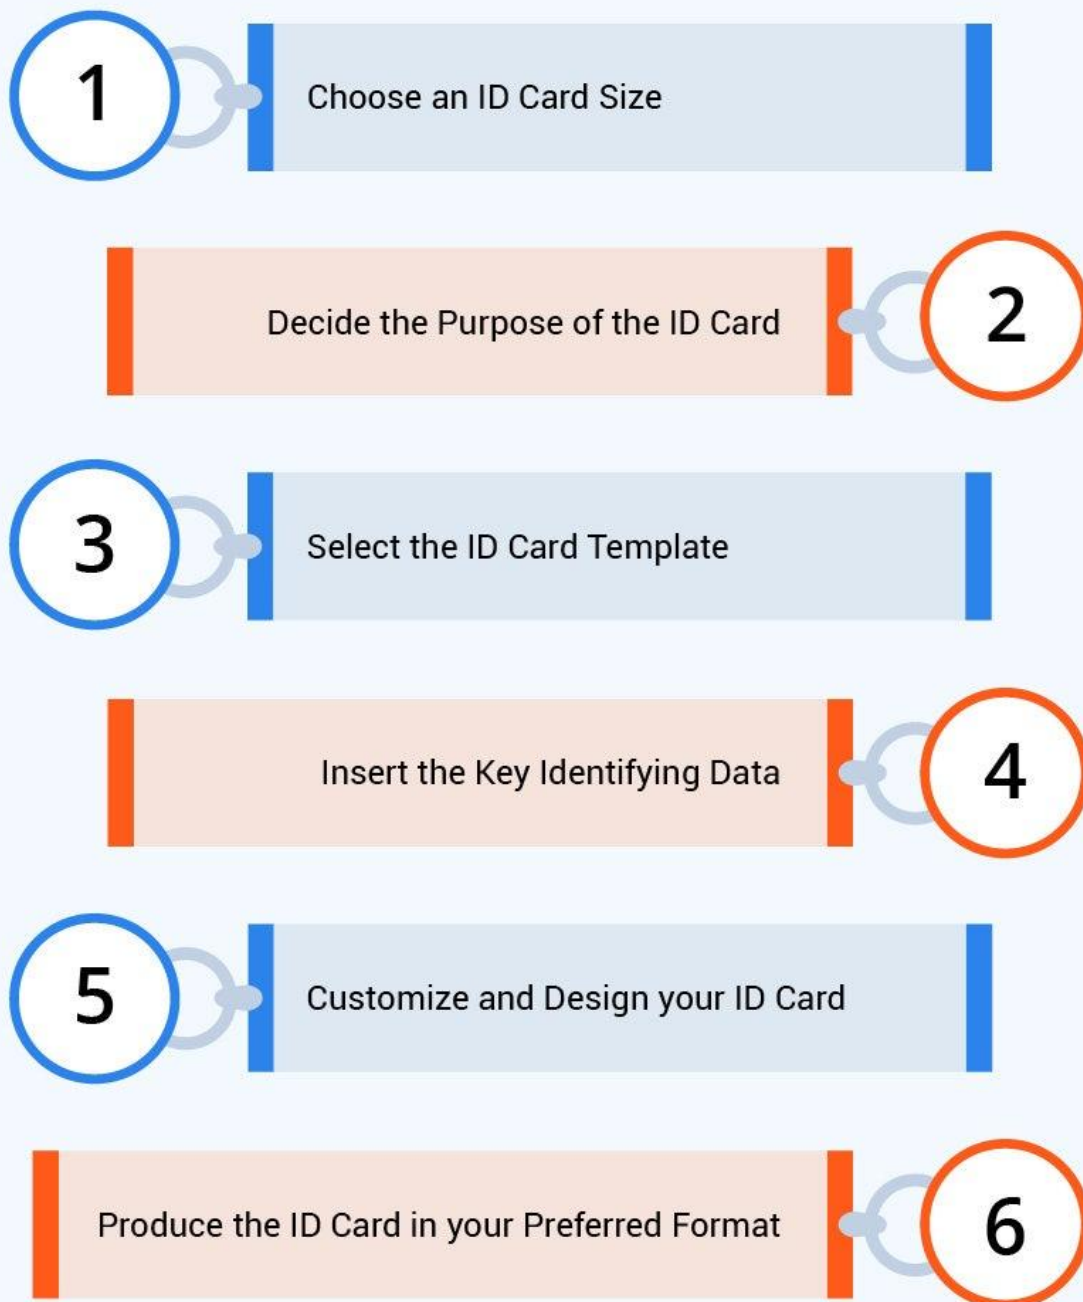 1
Choose an ID Card Size
Decide the Purpose of the ID Card
2
3
Select the ID Card Template
Insert the Key Identifying Data
4
5
Customize and Design your ID Card
Produce the ID Card in your Preferred Format
6